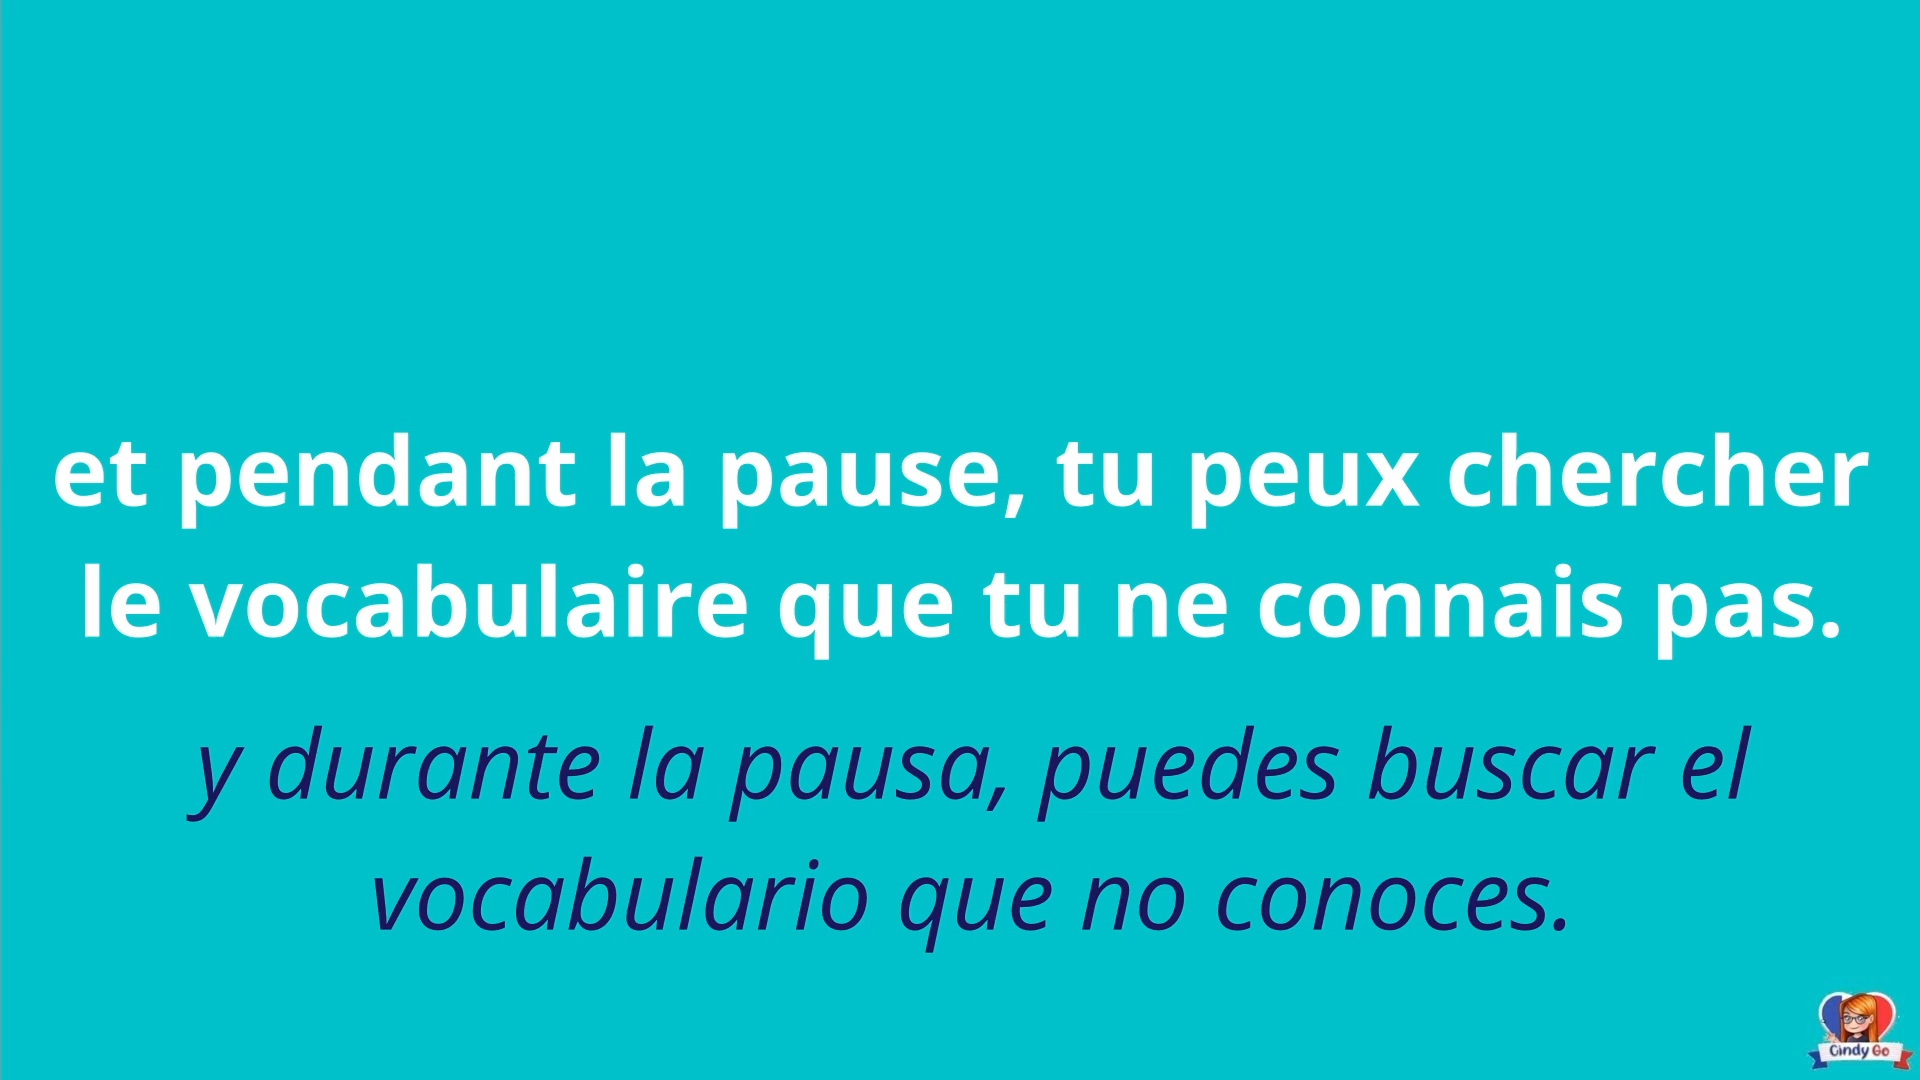 et pendant la pause, tu peux chercher
le vocabulaire que tu ne connais pas.
y durante la pausa, puedes buscar el
vocabulario que no conoces.
Cindy Go